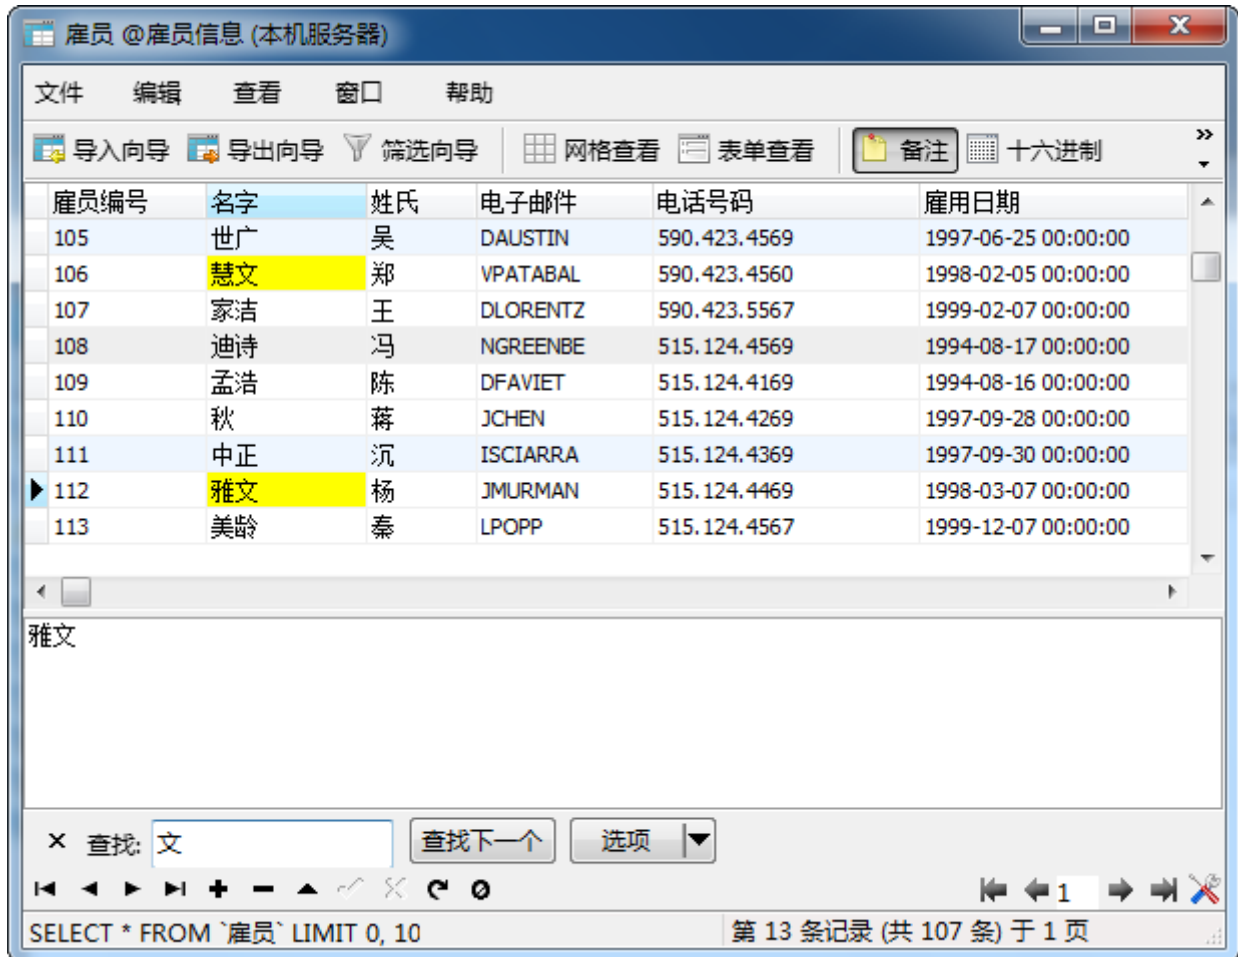 雇员 @雇员信息 (本机服务器)
文件 编辑 查看 窗口 帮助
导入向导 导出向导 筛选向导 网格查看 表单查看 备注 十六进制
雇员编号 名字 姓氏 电子邮件 电话号码 雇用日期
105 世广 吴 DAUSTIN 590.423.4569 1997-06-25 00:00:00
106 慧文 郑 VPATABAL 590.423.4560 1998-02-05 00:00:00
107 家洁 王 DLORENTZ 590.423.5567 1999-02-07 00:00:00
108 迪诗 冯 NGREENBE 515.124.4569 1994-08-17 00:00:00
109 孟浩 陈 DFAVIET 515.124.4169 1994-08-16 00:00:00
110 秋 蒋 JCHEN 515.124.4269 1997-09-28 00:00:00
111 中正 沉 ISCIARRA 515.124.4369 1997-09-30 00:00:00
112 雅文 杨 JMURMAN 515.124.4469 1998-03-07 00:00:00
113 美龄 秦 LPOPP 515.124.4567 1999-12-07 00:00:00
雅文
查找: 文 查找下一个 选项
1
SELECT * FROM `雇员` LIMIT 0, 10 第 13 条记录 (共 107 条) 于 1 页